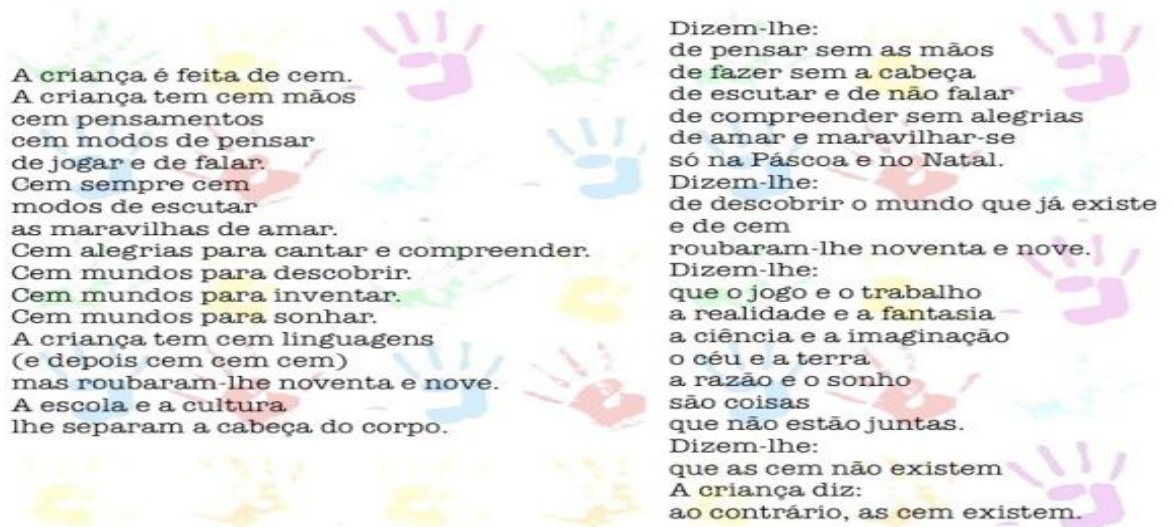 A criança é feita de cem.
A criança tem cem mãos
cem pensamentos
cem modos de pensar
de jogar e de falar.
Cem sempre cem
modos de escutar
as maravilhas de amar.
Cem alegrias para cantar e compreender.
Cem mundos para descobrir.
Cem mundos para inventar.
Cem mundos para sonhar.
A criança tem cem linguagens
(e depois cem cem cem)
mas roubaram-lhe noventa e nove.
A escola e a cultura
lhe separam a cabeça do corpo.
Dizem-lhe:
de pensar sem as mãos
de fazer sem a cabeça
de escutar e de não falar
de compreender sem alegrias
de amar e maravilhar-se
só na Páscoa e no Natal.
Dizem-lhe:
de descobrir o mundo que já existe
e de cem
roubaram-lhe noventa e nove.
Dizem-lhe:
que o jogo e o trabalho
a realidade e a fantasia
a ciência e a imaginação
o céu e a terra
a razão e o sonho
são coisas
que não estão juntas.
Dizem-lhe:
que as cem não existem
A criança diz:
ao contrário, as cem existem.